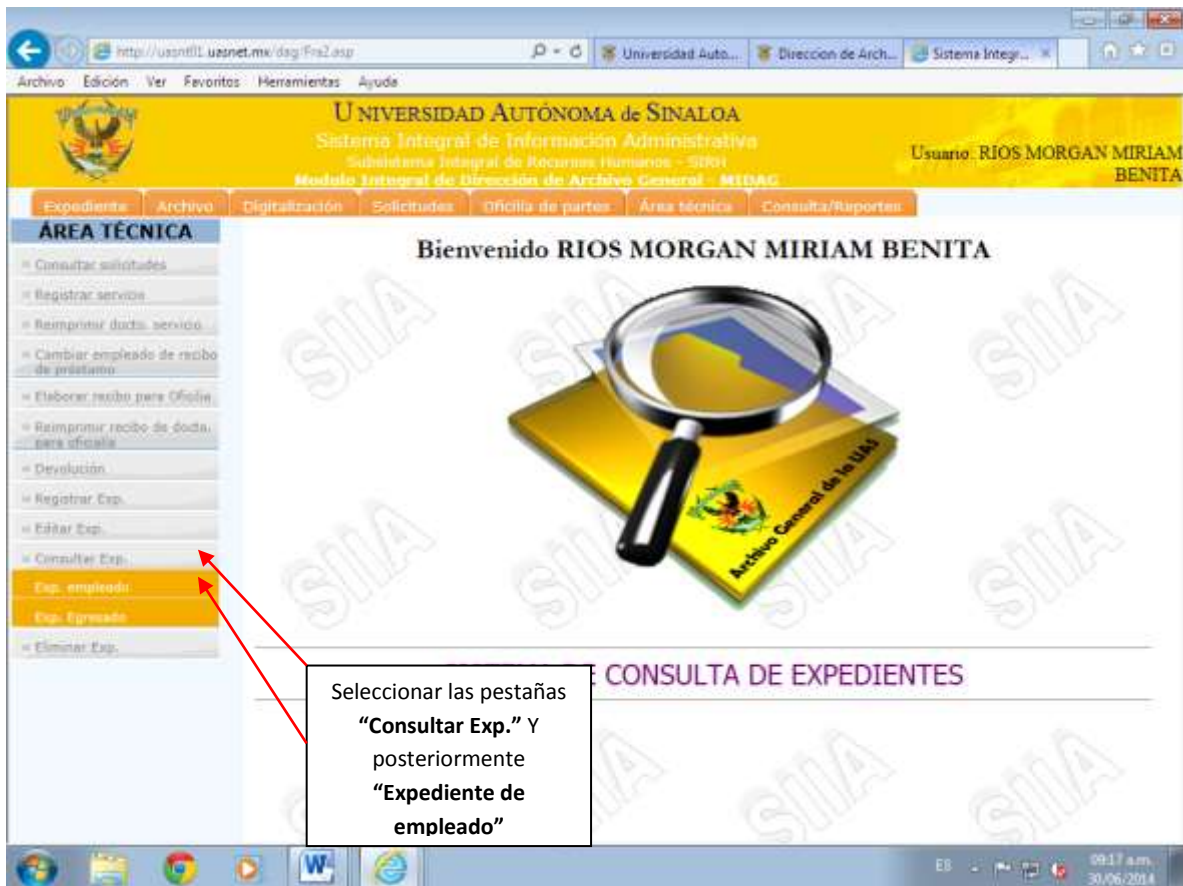 http://uasntll1.uasnet.mx/dag/Fra2.asp
Universidad Auto...
Direccion de Arch...
Sistema Integr...
Archivo Edición Ver Favoritos Herramientas Ayuda
UNIVERSIDAD AUTÓNOMA de SINALOA
Sistema Integral de Información Administrativa
Subsistema Integral de Recursos Humanos - SIRH
Modulo Integral de Dirección de Archivo General - MIDAG
Usuario: RIOS MORGAN MIRIAM
BENITA
Expediente Archivo Digitalización Solicitudes Oficilia de partes Área técnica Consulta/Reportes
ÁREA TÉCNICA
Bienvenido RIOS MORGAN MIRIAM BENITA
» Consultar solicitudes
» Registrar servicio
» Reimprimir docto. servicio
» Cambiar empleado de recibo
de préstamo
» Elaborar recibo para Ofiolia
» Reimprimir recibo de docto.
para oficialia
» Devolución
» Registrar Exp.
» Editar Exp.
» Consultar Exp.
Exp. empleado
Exp. Egresado
» Eliminar Exp.
SIIA
Archivo General de la UAS
DE CONSULTA DE EXPEDIENTES
Seleccionar las pestañas
“Consultar Exp.” Y
posteriormente
“Expediente de
empleado”
ES
09:17 a.m.
30/06/2014